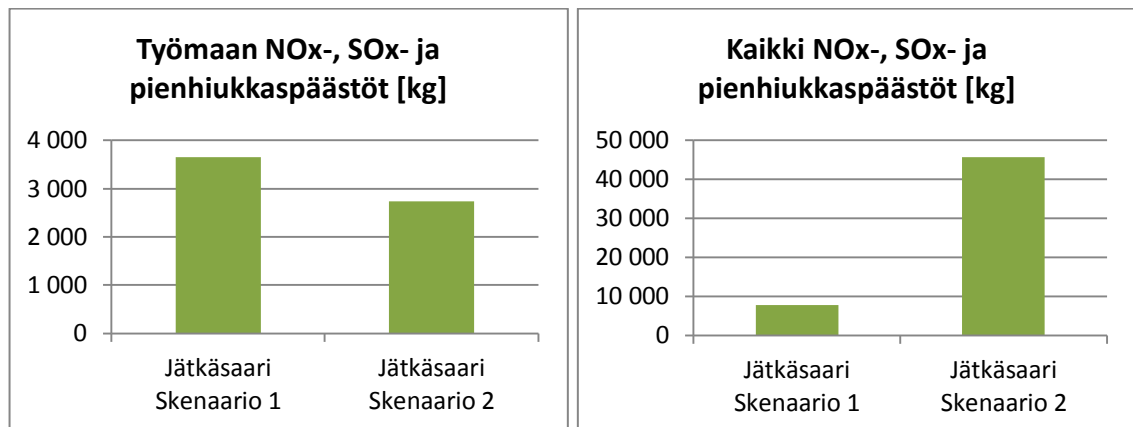 Työmaan NOx-, SOx- ja
pienhiukkaspäästöt [kg]
4 000
3 000
2 000
1 000
0
Jätkäsaari
Skenaario 1
Jätkäsaari
Skenaario 2
Kaikki NOx-, SOx- ja
pienhiukkaspäästöt [kg]
50 000
40 000
30 000
20 000
10 000
0
Jätkäsaari
Skenaario 1
Jätkäsaari
Skenaario 2